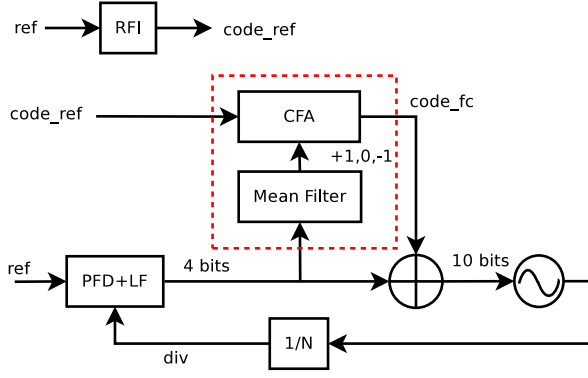 ref
RFI
code_ref
code_ref
CFA
code_fc
+1,0,-1
Mean Filter
ref
PFD+LF
4 bits
10 bits
div
1/N